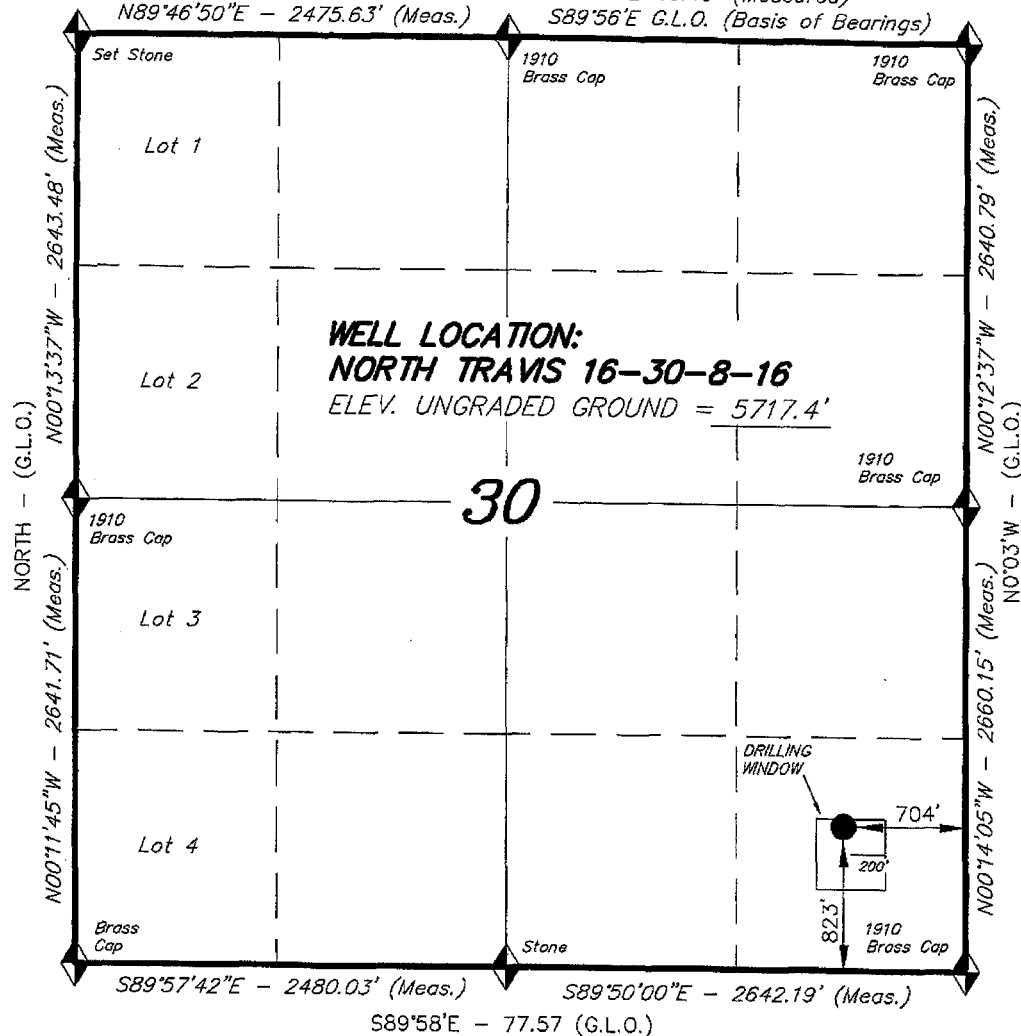 N89°46'50"E - 2475.63' (Meas.)
S89°56'E G.L.O. (Basis of Bearings)
Set Stone
1910
Brass Cap
1910
Brass Cap
Lot 1
N00°13'37"W - 2643.48' (Meas.)
N00°12'37"W - 2640.79' (Meas.)
WELL LOCATION:
NORTH TRAVIS 16-30-8-16
ELEV. UNGRADED GROUND = 5717.4'
Lot 2
NORTH - (G.L.O.)
N0°03'W - (G.L.O.)
1910
Brass Cap
30
1910
Brass Cap
Lot 3
N00°11'45"W - 2641.71' (Meas.)
N00°14'05"W - 2660.15' (Meas.)
DRILLING
WINDOW
704'
200'
823'
Lot 4
Brass
Cap
Stone
1910
Brass Cap
S89°57'42"E - 2480.03' (Meas.)
S89°50'00"E - 2642.19' (Meas.)
S89°58'E - 77.57 (G.L.O.)